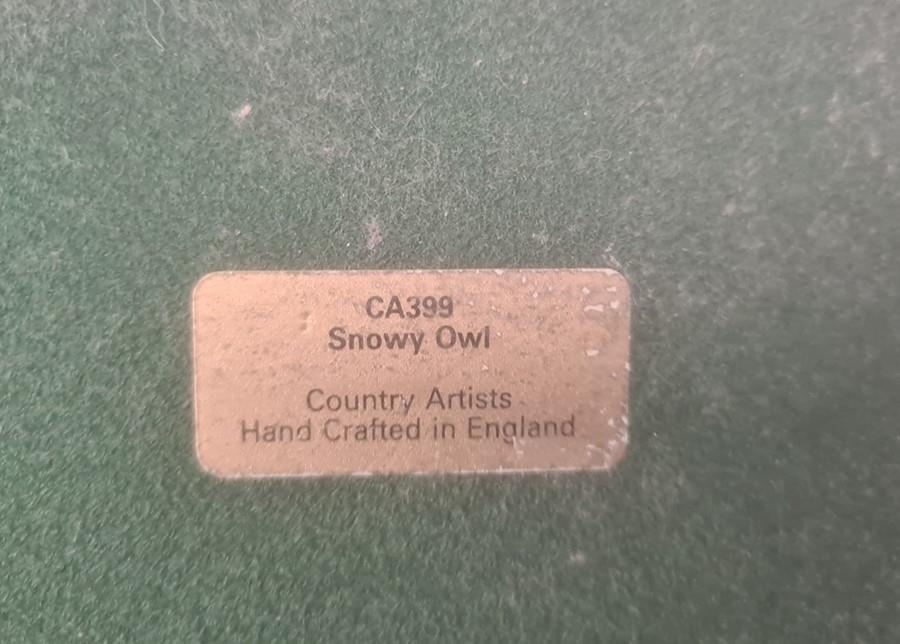 CA399
Snowy Owl
Country Artists
Hand Crafted in England